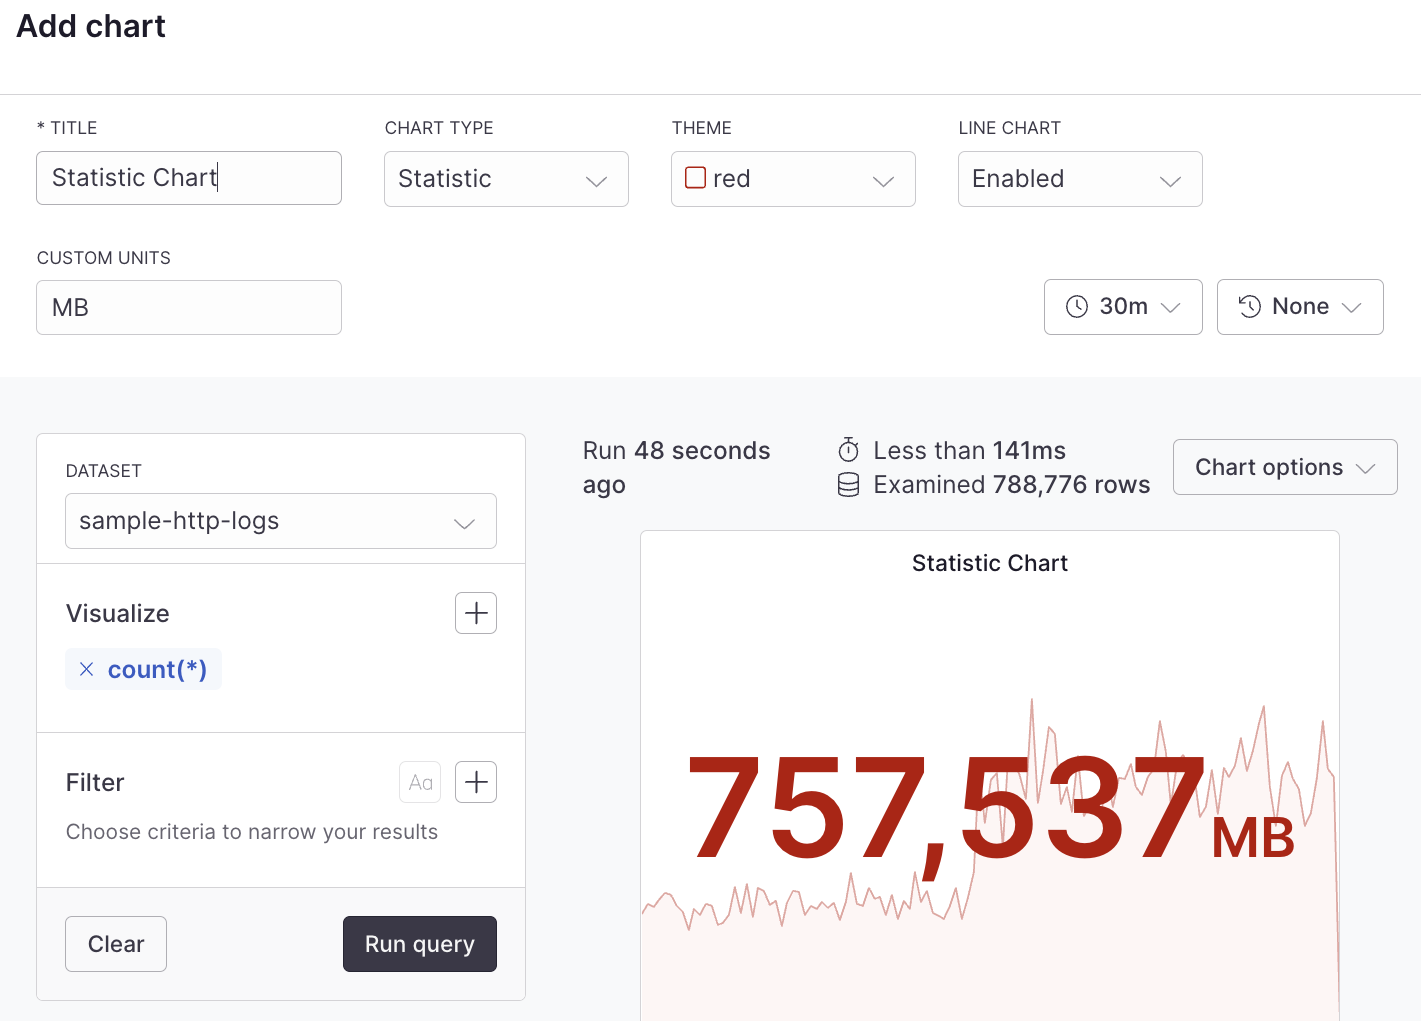 Add chart
* TITLE
CHART TYPE
THEME
LINE CHART
Statistic Chart
Statistic
red
Enabled
CUSTOM UNITS
MB
30m
None
DATASET
sample-http-logs
Visualize
count(*)
Filter
Aa
Choose criteria to narrow your results
Clear
Run query
Run 48 seconds
ago
Less than 141ms
Examined 788,776 rows
Chart options
Statistic Chart
757,537MB